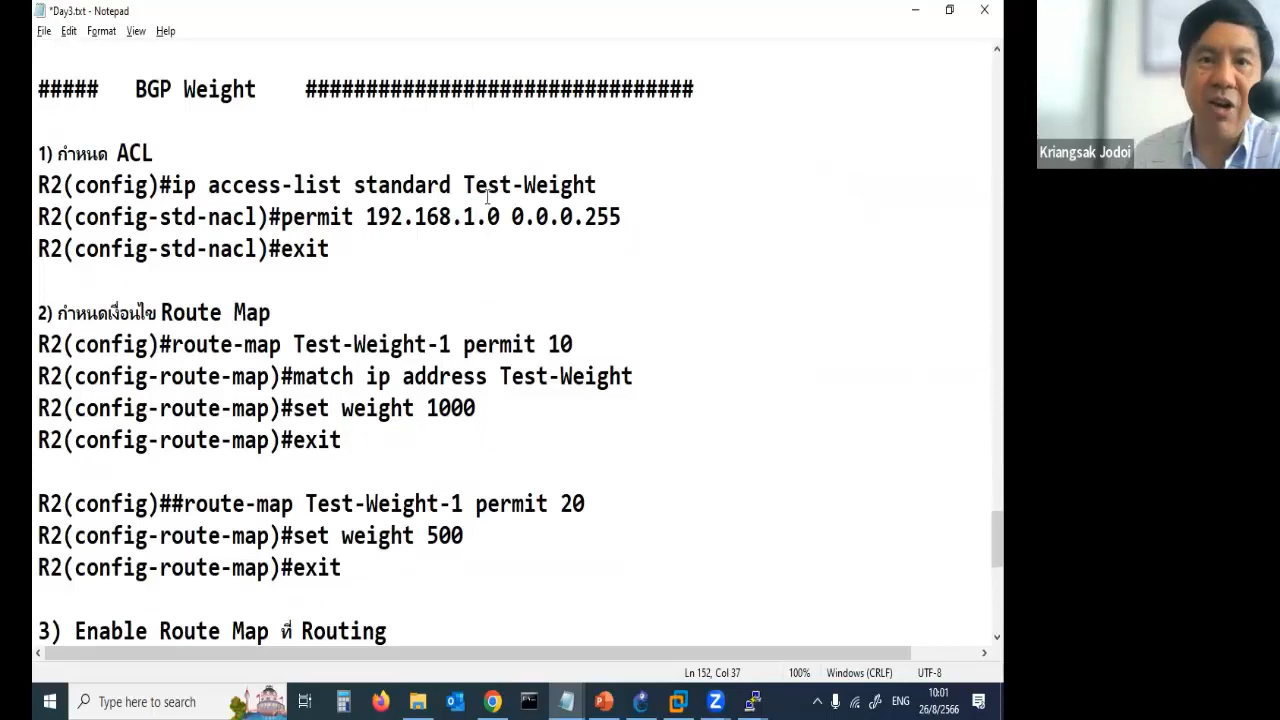 *Day3.txt - Notepad
File Edit Format View Help
##### BGP Weight ################################
1) กำหนด ACL
R2(config)#ip access-list standard Test-Weight
R2(config-std-nacl)#permit 192.168.1.0 0.0.0.255
R2(config-std-nacl)#exit
2) กำหนดเงื่อนไข Route Map
R2(config)#route-map Test-Weight-1 permit 10
R2(config-route-map)#match ip address Test-Weight
R2(config-route-map)#set weight 1000
R2(config-route-map)#exit
R2(config)##route-map Test-Weight-1 permit 20
R2(config-route-map)#set weight 500
R2(config-route-map)#exit
3) Enable Route Map ที่ Routing
Ln 152, Col 37 100% Windows (CRLF) UTF-8
Type here to search
ENG
10:01
26/8/2566
Kriangsak Jodoi